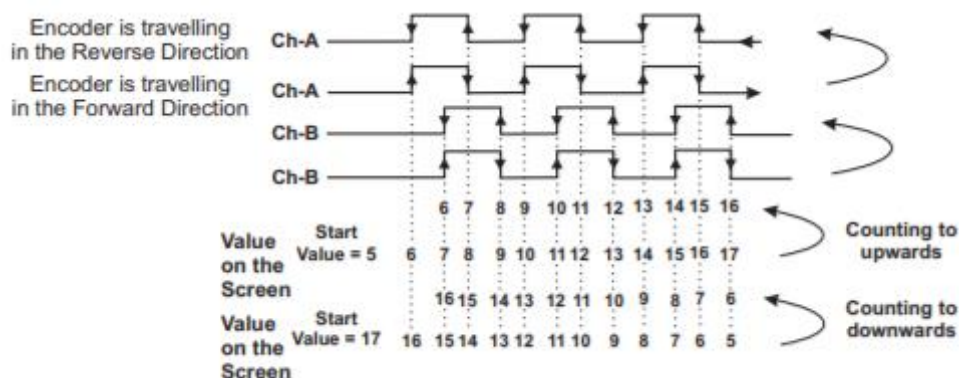 Encoder is travelling
in the Reverse Direction
Ch-A
Encoder is travelling
in the Forward Direction
Ch-A
Ch-B
Ch-B
6 7 8 9 10 11 12 13 14 15 16
Value
on the
Screen
Start
Value = 5
6 7 8 9 10 11 12 13 14 15 16 17
Counting to
upwards
16 15 14 13 12 11 10 9 8 7 6
Value
on the
Screen
Start
Value = 17
16 15 14 13 12 11 10 9 8 7 6 5
Counting to
downwards